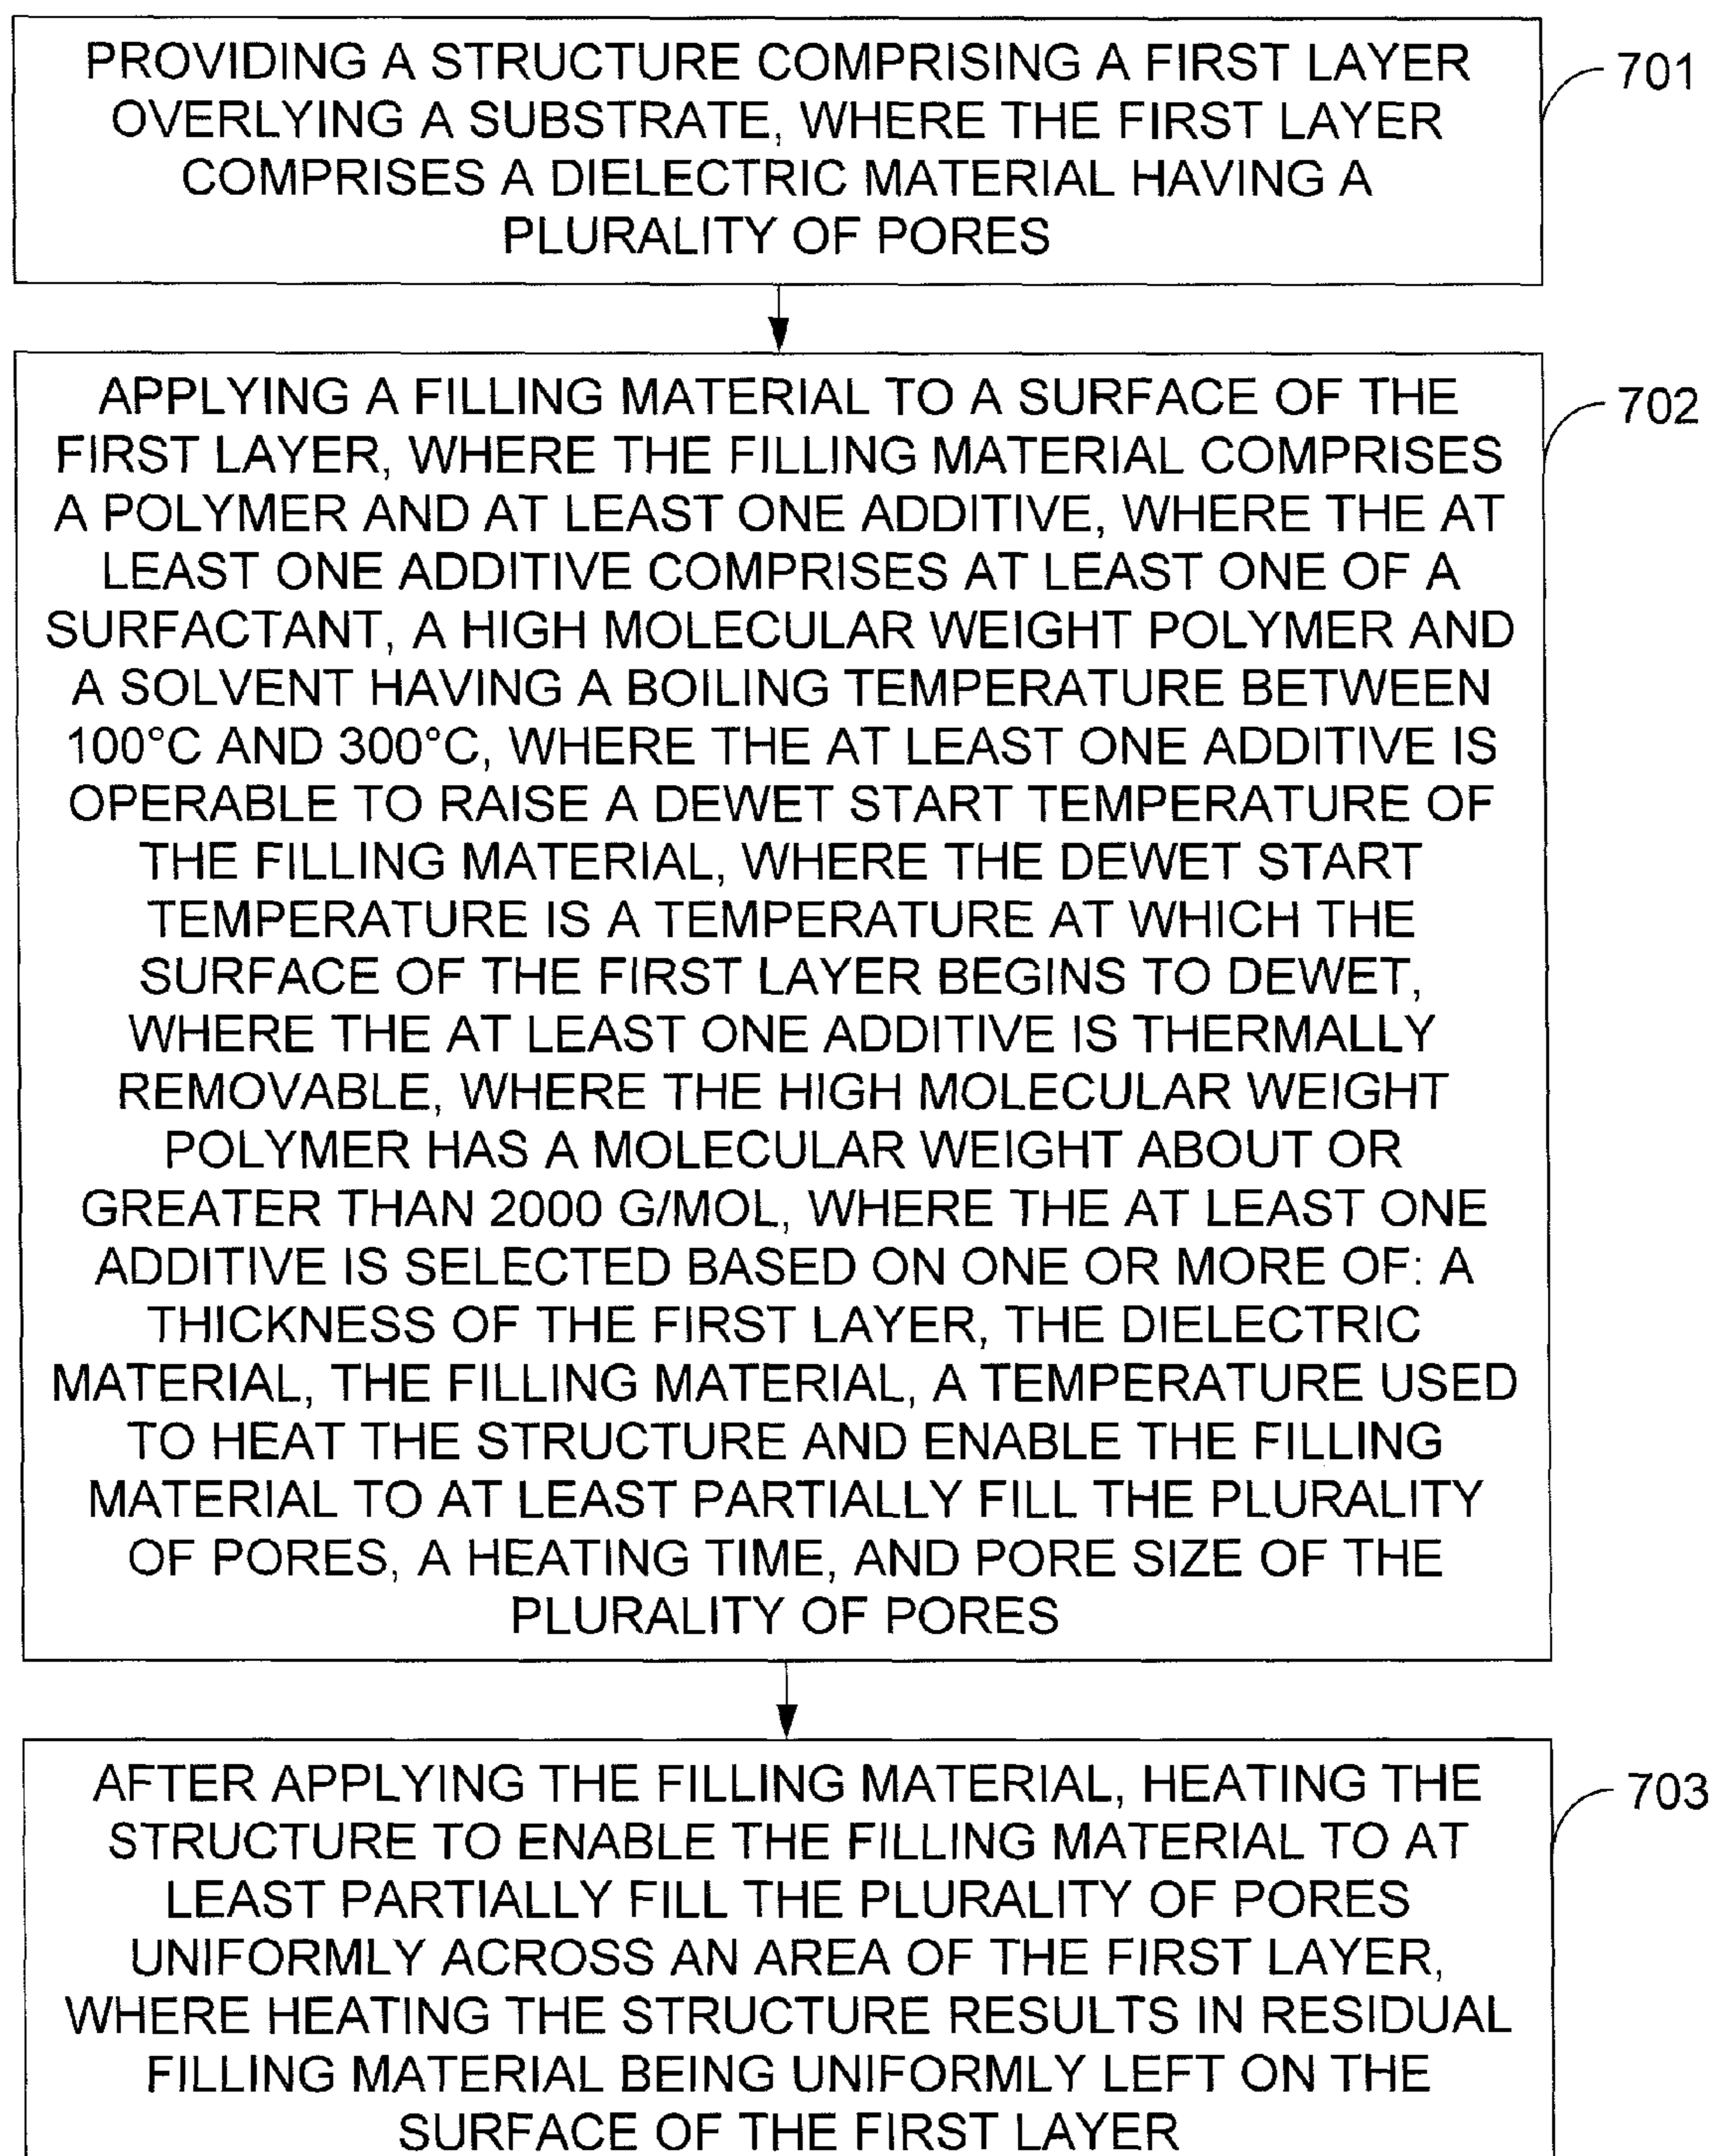 PROVIDING A STRUCTURE COMPRISING A FIRST LAYER
OVERLYING A SUBSTRATE, WHERE THE FIRST LAYER
COMPRISES A DIELECTRIC MATERIAL HAVING A
PLURALITY OF PORES
701
APPLYING A FILLING MATERIAL TO A SURFACE OF THE
FIRST LAYER, WHERE THE FILLING MATERIAL COMPRISES
A POLYMER AND AT LEAST ONE ADDITIVE, WHERE THE AT
LEAST ONE ADDITIVE COMPRISES AT LEAST ONE OF A
SURFACTANT, A HIGH MOLECULAR WEIGHT POLYMER AND
A SOLVENT HAVING A BOILING TEMPERATURE BETWEEN
100°C AND 300°C, WHERE THE AT LEAST ONE ADDITIVE IS
OPERABLE TO RAISE A DEWET START TEMPERATURE OF
THE FILLING MATERIAL, WHERE THE DEWET START
TEMPERATURE IS A TEMPERATURE AT WHICH THE
SURFACE OF THE FIRST LAYER BEGINS TO DEWET,
WHERE THE AT LEAST ONE ADDITIVE IS THERMALLY
REMOVABLE, WHERE THE HIGH MOLECULAR WEIGHT
POLYMER HAS A MOLECULAR WEIGHT ABOUT OR
GREATER THAN 2000 G/MOL, WHERE THE AT LEAST ONE
ADDITIVE IS SELECTED BASED ON ONE OR MORE OF: A
THICKNESS OF THE FIRST LAYER, THE DIELECTRIC
MATERIAL, THE FILLING MATERIAL, A TEMPERATURE USED
TO HEAT THE STRUCTURE AND ENABLE THE FILLING
MATERIAL TO AT LEAST PARTIALLY FILL THE PLURALITY
OF PORES, A HEATING TIME, AND PORE SIZE OF THE
PLURALITY OF PORES
702
AFTER APPLYING THE FILLING MATERIAL, HEATING THE
STRUCTURE TO ENABLE THE FILLING MATERIAL TO AT
LEAST PARTIALLY FILL THE PLURALITY OF PORES
UNIFORMLY ACROSS AN AREA OF THE FIRST LAYER,
WHERE HEATING THE STRUCTURE RESULTS IN RESIDUAL
FILLING MATERIAL BEING UNIFORMLY LEFT ON THE
SURFACE OF THE FIRST LAYER
703